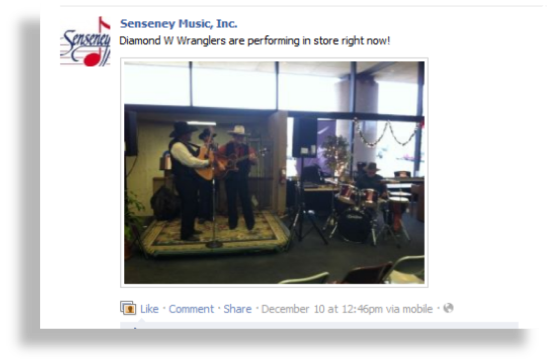 Senseney
Senseney Music, Inc.
Diamond W Wranglers are performing in store right now!
Like · Comment · Share · December 10 at 12:46pm via mobile ·